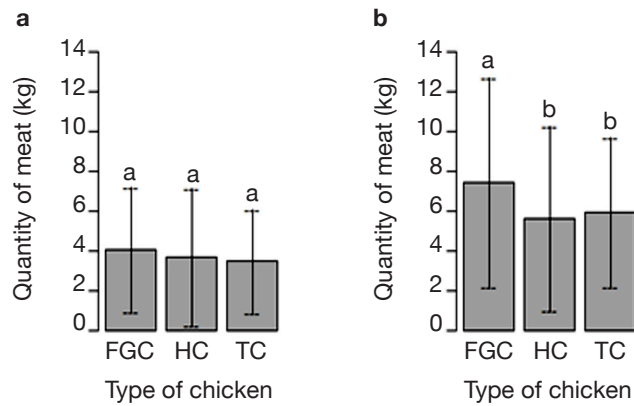 a
14
12
10
8
6
4
2
0
Quantity of meat (kg)
a
a
a
FGC
HC
TC
Type of chicken
b
14
12
10
8
6
4
2
0
Quantity of meat (kg)
a
b
b
FGC
HC
TC
Type of chicken